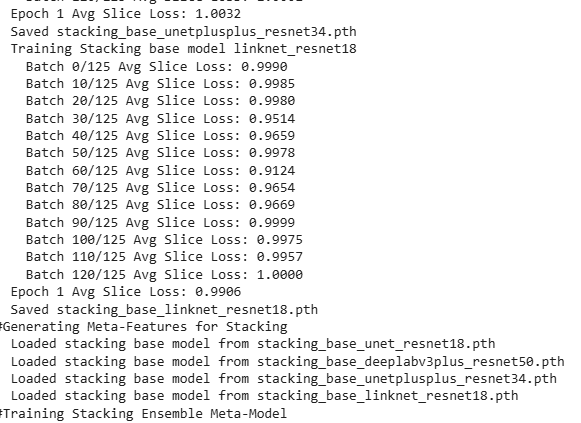 Epoch 1 Avg Slice Loss: 1.0032
Saved stacking_base_unetplusplus_resnet34.pth
Training Stacking base model linknet_resnet18
Batch 0/125 Avg Slice Loss: 0.9990
Batch 10/125 Avg Slice Loss: 0.9985
Batch 20/125 Avg Slice Loss: 0.9980
Batch 30/125 Avg Slice Loss: 0.9514
Batch 40/125 Avg Slice Loss: 0.9659
Batch 50/125 Avg Slice Loss: 0.9978
Batch 60/125 Avg Slice Loss: 0.9124
Batch 70/125 Avg Slice Loss: 0.9654
Batch 80/125 Avg Slice Loss: 0.9669
Batch 90/125 Avg Slice Loss: 0.9999
Batch 100/125 Avg Slice Loss: 0.9975
Batch 110/125 Avg Slice Loss: 0.9957
Batch 120/125 Avg Slice Loss: 1.0000
Epoch 1 Avg Slice Loss: 0.9906
Saved stacking_base_linknet_resnet18.pth
#Generating Meta-Features for Stacking
Loaded stacking base model from stacking_base_unet_resnet18.pth
Loaded stacking base model from stacking_base_deeplabv3plus_resnet50.pth
Loaded stacking base model from stacking_base_unetplusplus_resnet34.pth
Loaded stacking base model from stacking_base_linknet_resnet18.pth
#Training Stacking Ensemble Meta-Model